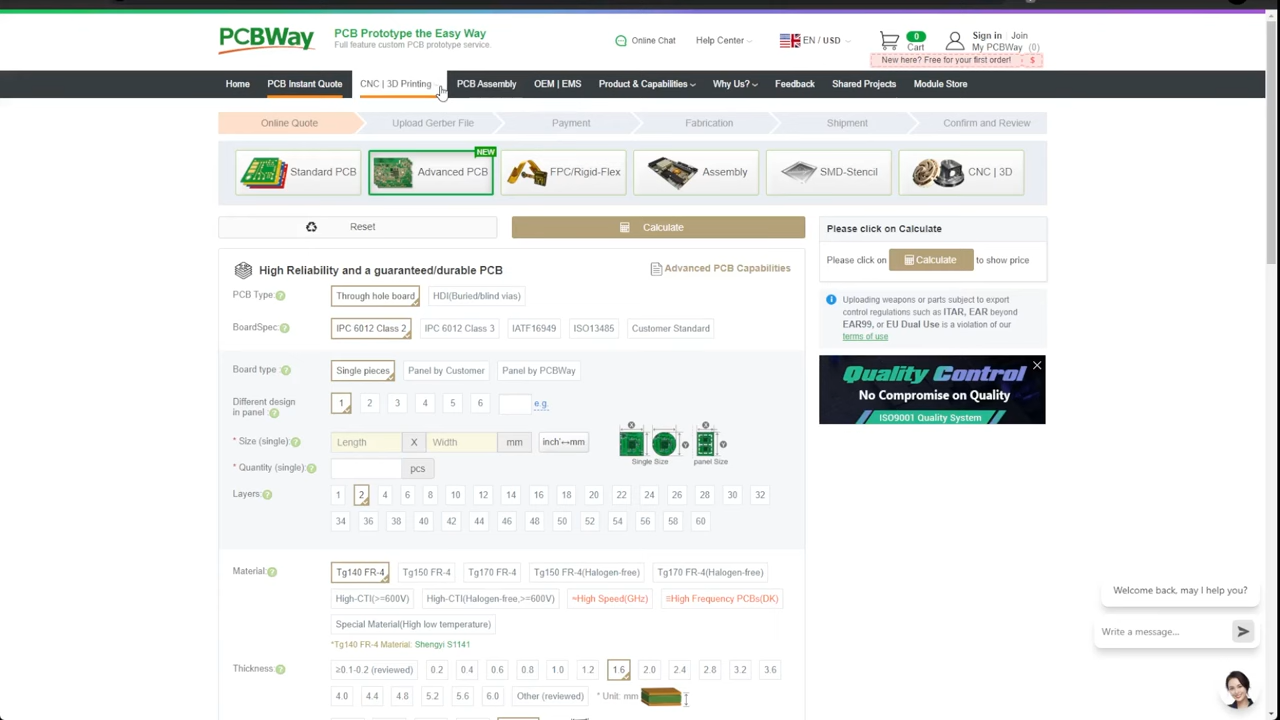 PCBWay
PCB Prototype the Easy Way
Full feature custom PCB prototype service.
Online Chat
Help Center
EN / USD
0
Cart
Sign in Join
My PCBWay (0)
New here? Free for your first order! $
Home PCB Instant Quote CNC | 3D Printing PCB Assembly OEM | EMS Product & Capabilities Why Us? Feedback Shared Projects Module Store
Online Quote Upload Gerber File Payment Fabrication Shipment Confirm and Review
NEW
Standard PCB Advanced PCB FPC/Rigid-Flex Assembly SMD-Stencil CNC | 3D
Reset Calculate
Please click on Calculate
Please click on Calculate to show price
High Reliability and a guaranteed/durable PCB Advanced PCB Capabilities
PCB Type: Through hole board HDI(Buried/blind vias)
BoardSpec: IPC 6012 Class 2 IPC 6012 Class 3 IATF16949 ISO13485 Customer Standard
Uploading weapons or parts subject to export
control regulations such as ITAR, EAR beyond
EAR99, or EU Dual Use is a violation of our
terms of use
Quality Control
No Compromise on Quality
ISO9001 Quality System
Board type : Single pieces Panel by Customer Panel by PCBWay
Different design
in panel : 1 2 3 4 5 6 e.g.
* Size (single): Length X Width mm inch'↔mm
X X
Y Y
Single Size panel Size
* Quantity (single): pcs
Layers: 1 2 4 6 8 10 12 14 16 18 20 22 24 26 28 30 32
34 36 38 40 42 44 46 48 50 52 54 56 58 60
Material: Tg140 FR-4 Tg150 FR-4 Tg170 FR-4 Tg150 FR-4(Halogen-free) Tg170 FR-4(Halogen-free)
High-CTI(>=600V) High-CTI(Halogen-free,>=600V) ≈High Speed(GHz) ≡High Frequency PCBs(DK)
Special Material(High low temperature)
*Tg140 FR-4 Material: Shengyi S1141
Thickness: ≥0.1-0.2 (reviewed) 0.2 0.4 0.6 0.8 1.0 1.2 1.6 2.0 2.4 2.8 3.2 3.6
4.0 4.4 4.8 5.2 5.6 6.0 Other (reviewed) * Unit: mm
Welcome back, may I help you?
Write a message...